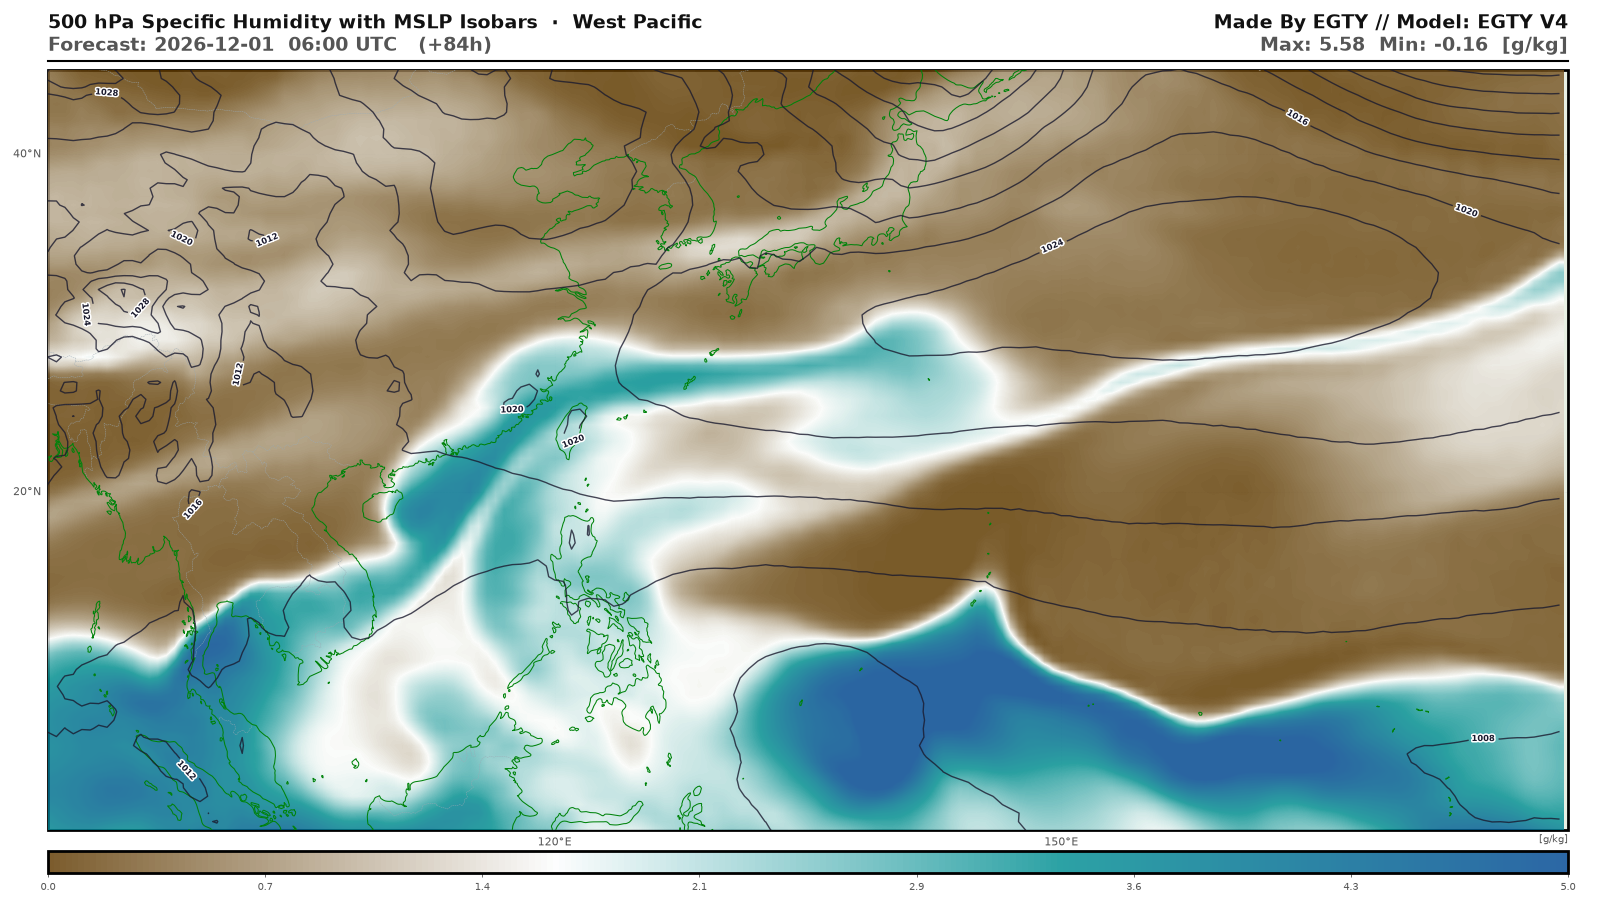 500 hPa Specific Humidity with MSLP Isobars · West Pacific
Made By EGTY // Model: EGTY V4
Forecast: 2026-12-01 06:00 UTC (+84h)
Max: 5.58 Min: -0.16 [g/kg]
1028
1016
40°N
1020
1020
1012
1024
1028
1024
1012
1020
1020
20°N
1016
1008
1012
120°E
150°E
[g/kg]
0.0
0.7
1.4
2.1
2.9
3.6
4.3
5.0